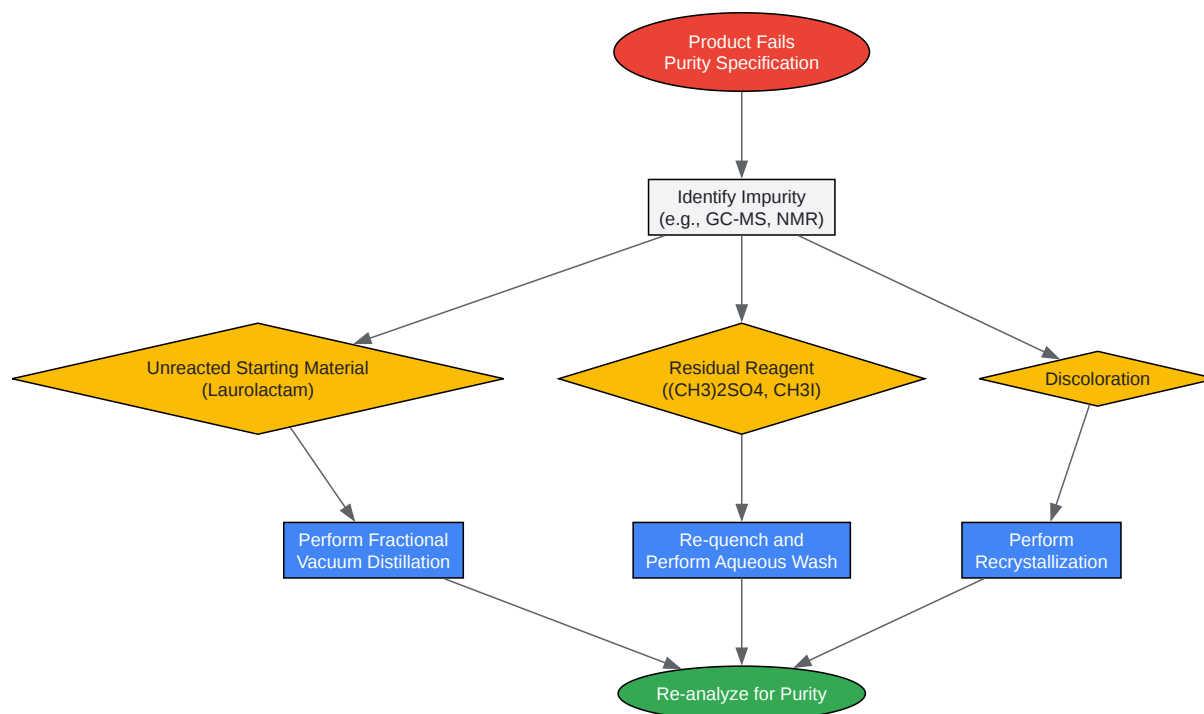 Product Fails
Purity Specification
Identify Impurity
(e.g., GC-MS, NMR)
Unreacted Starting Material
(Laurolactam)
Residual Reagent
((CH3)2SO4, CH3I)
Discoloration
Perform Fractional
Vacuum Distillation
Re-quench and
Perform Aqueous Wash
Perform
Recrystallization
Re-analyze for Purity